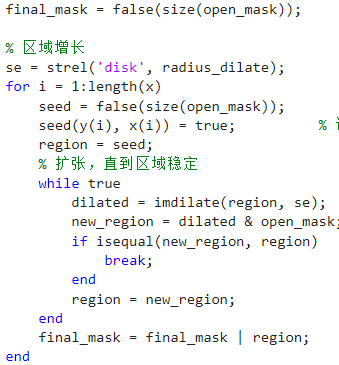 final_mask = false(size(open_mask));
% 区域增长
se = strel('disk', radius_dilate);
for i = 1:length(x)
    seed = false(size(open_mask));
    seed(y(i), x(i)) = true;          %
    region = seed;
    % 扩张，直到区域稳定
    while true
        dilated = imdilate(region, se);
        new_region = dilated & open_mask;
        if isequal(new_region, region)
            break;
        end
        region = new_region;
    end
    final_mask = final_mask | region;
end